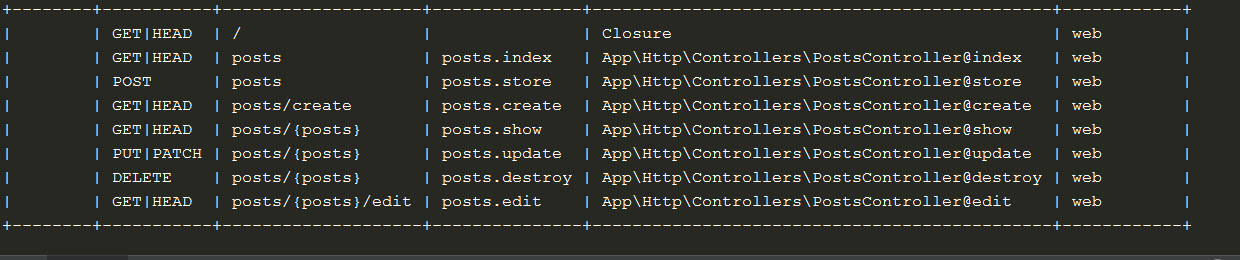 +--------+-----------+---------------------+---------------+----------------------------------------------+------------+
|        | GET|HEAD  | /                   |               | Closure                                      | web        |
|        | GET|HEAD  | posts               | posts.index   | App\Http\Controllers\PostsController@index   | web        |
|        | POST      | posts               | posts.store   | App\Http\Controllers\PostsController@store   | web        |
|        | GET|HEAD  | posts/create        | posts.create  | App\Http\Controllers\PostsController@create  | web        |
|        | GET|HEAD  | posts/{posts}       | posts.show    | App\Http\Controllers\PostsController@show    | web        |
|        | PUT|PATCH | posts/{posts}       | posts.update  | App\Http\Controllers\PostsController@update  | web        |
|        | DELETE    | posts/{posts}       | posts.destroy | App\Http\Controllers\PostsController@destroy | web        |
|        | GET|HEAD  | posts/{posts}/edit | posts.edit    | App\Http\Controllers\PostsController@edit    | web        |
+--------+-----------+---------------------+---------------+----------------------------------------------+------------+